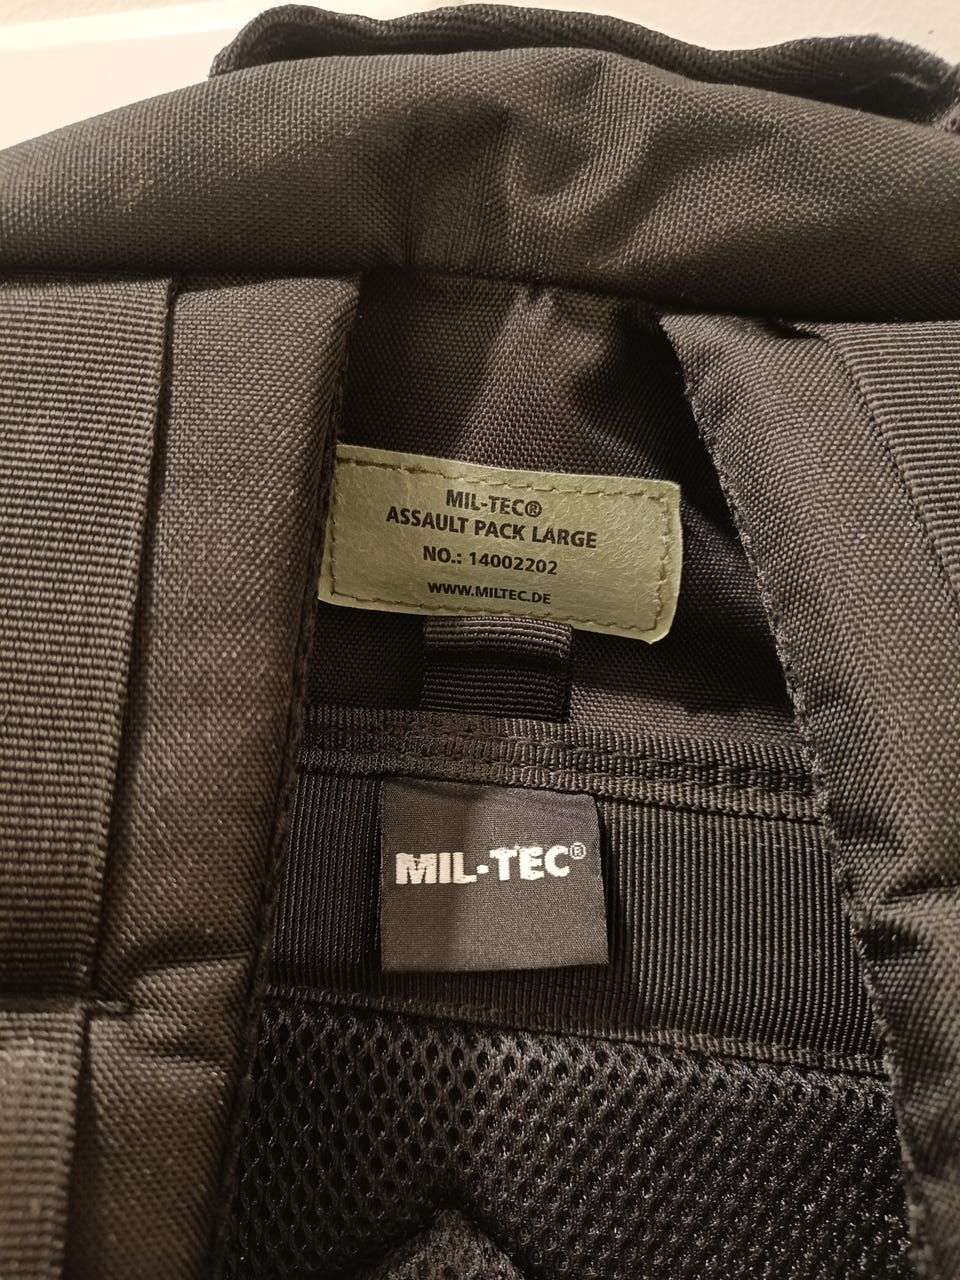 MIL-TEC®
ASSAULT PACK LARGE
NO.: 14002202
WWW.MILTEC.DE
MIL-TEC®